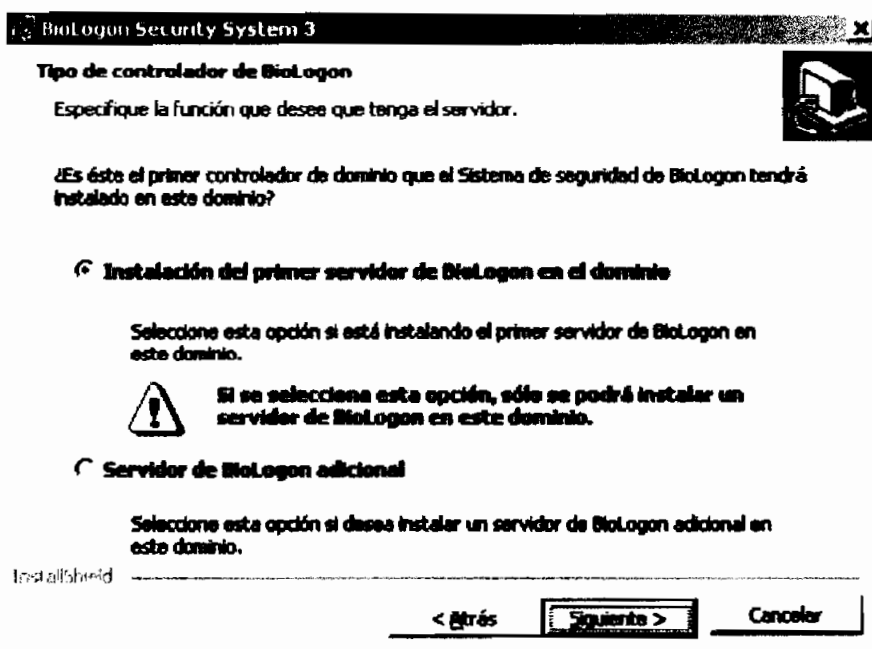 BioLogon Security System 3
Tipo de controlador de BioLogon
Especifique la función que desee que tenga el servidor.
¿Es éste el primer controlador de dominio que el Sistema de seguridad de BioLogon tendrá
instalado en este dominio?
Instalación del primer servidor de BioLogon en el dominio
Seleccione esta opción si está instalando el primer servidor de BioLogon en
este dominio.
Si se selecciona esta opción, sólo se podrá instalar un
servidor de BioLogon en este dominio.
Servidor de BioLogon adicional
Seleccione esta opción si desea instalar un servidor de BioLogon adicional en
este dominio.
InstallShield
< Atrás
Siguiente >
Cancelar